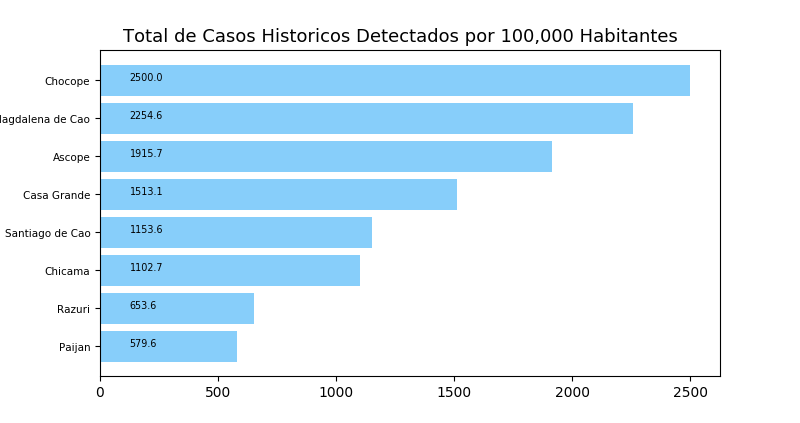 Total de Casos Historicos Detectados por 100,000 Habitantes
Chocope 2500.0
agdalena de Cao 2254.6
Ascope 1915.7
Casa Grande 1513.1
Santiago de Cao 1153.6
Chicama 1102.7
Razuri 653.6
Paijan 579.6
0 500 1000 1500 2000 2500